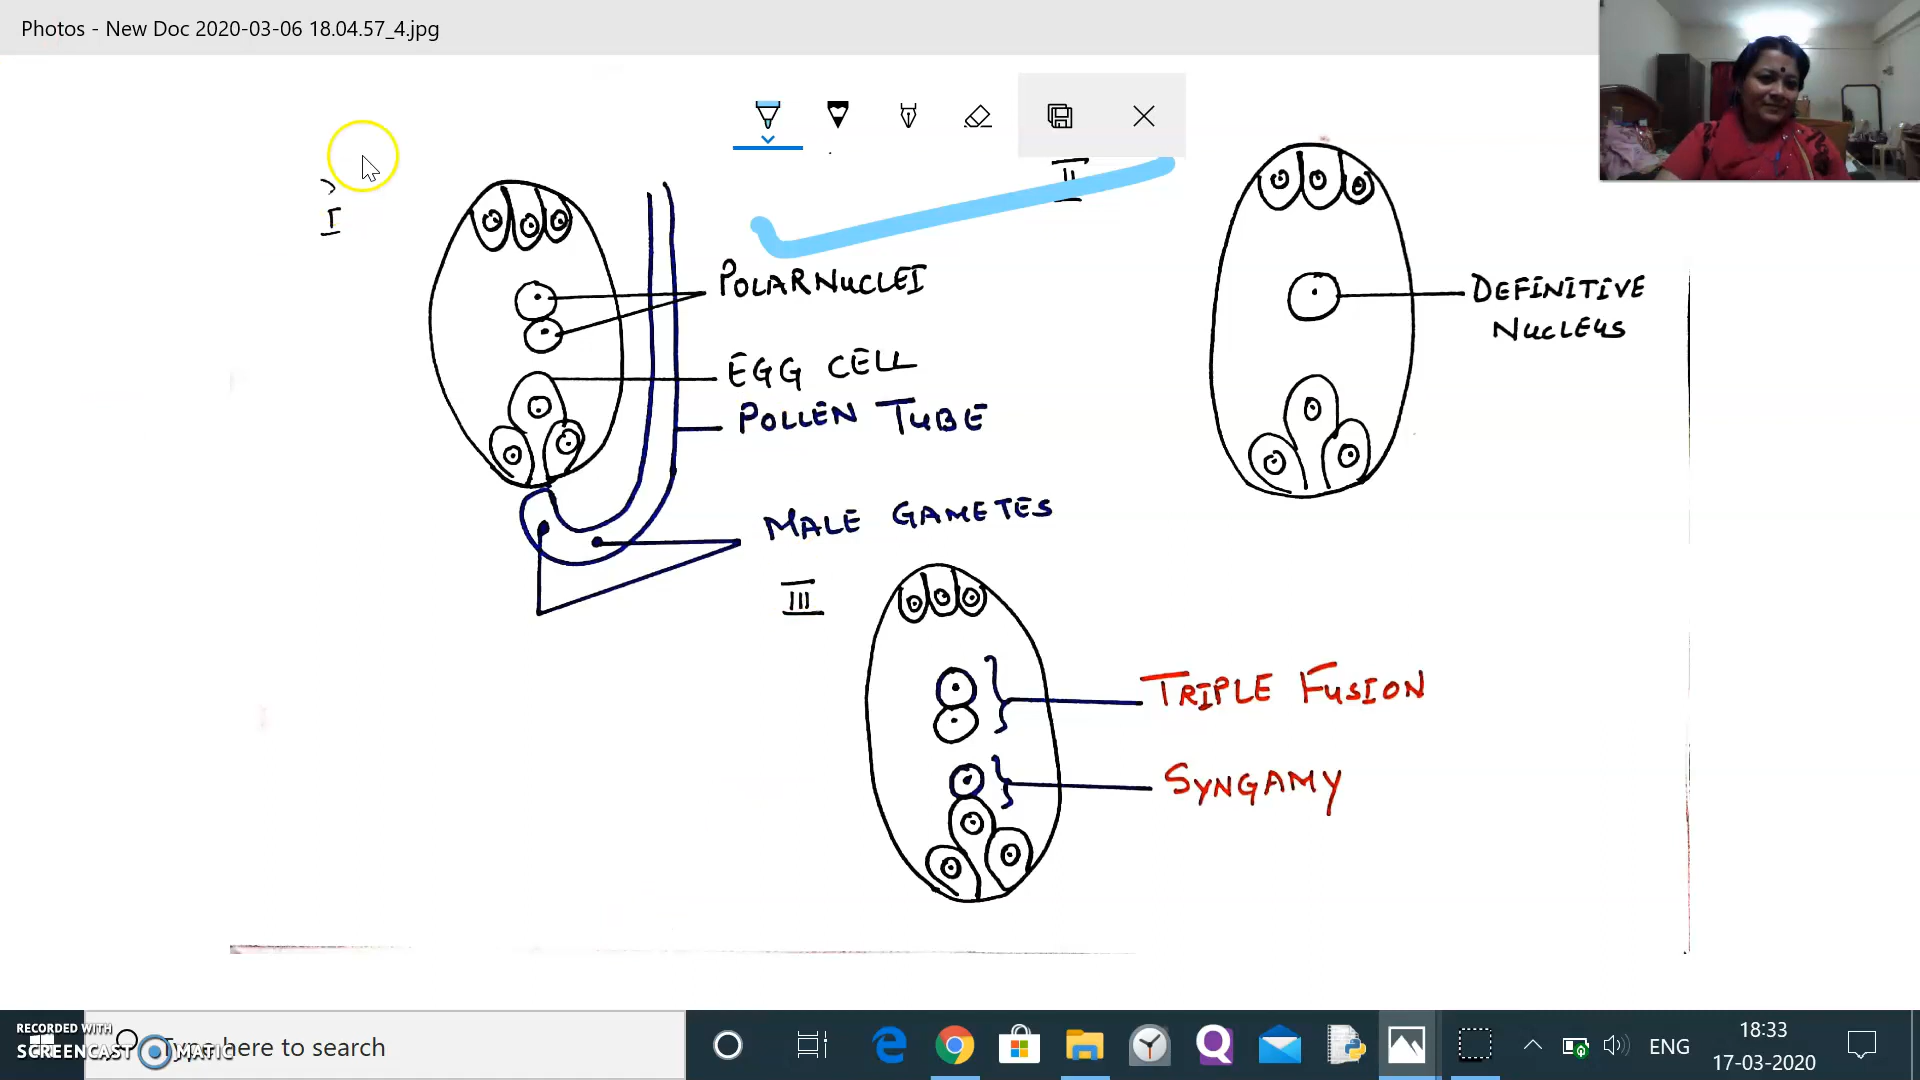 Photos - New Doc 2020-03-06 18.04.57_4.jpg
I
II
POLAR NUCLEI
DEFINITIVE
NUCLEUS
EGG CELL
POLLEN TUBE
MALE GAMETES
III
TRIPLE FUSION
SYNGAMY
RECORDED WITH
SCREENCAST MATIC
Type here to search
ENG
18:33
17-03-2020